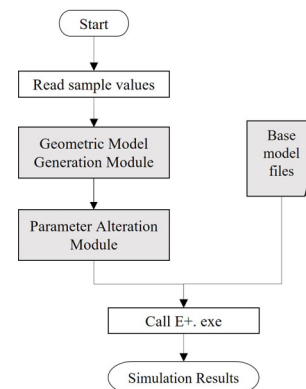 Start
Read sample values
Geometric Model
Generation Module
Base
model
files
Parameter Alteration
Module
Call E+. exe
Simulation Results